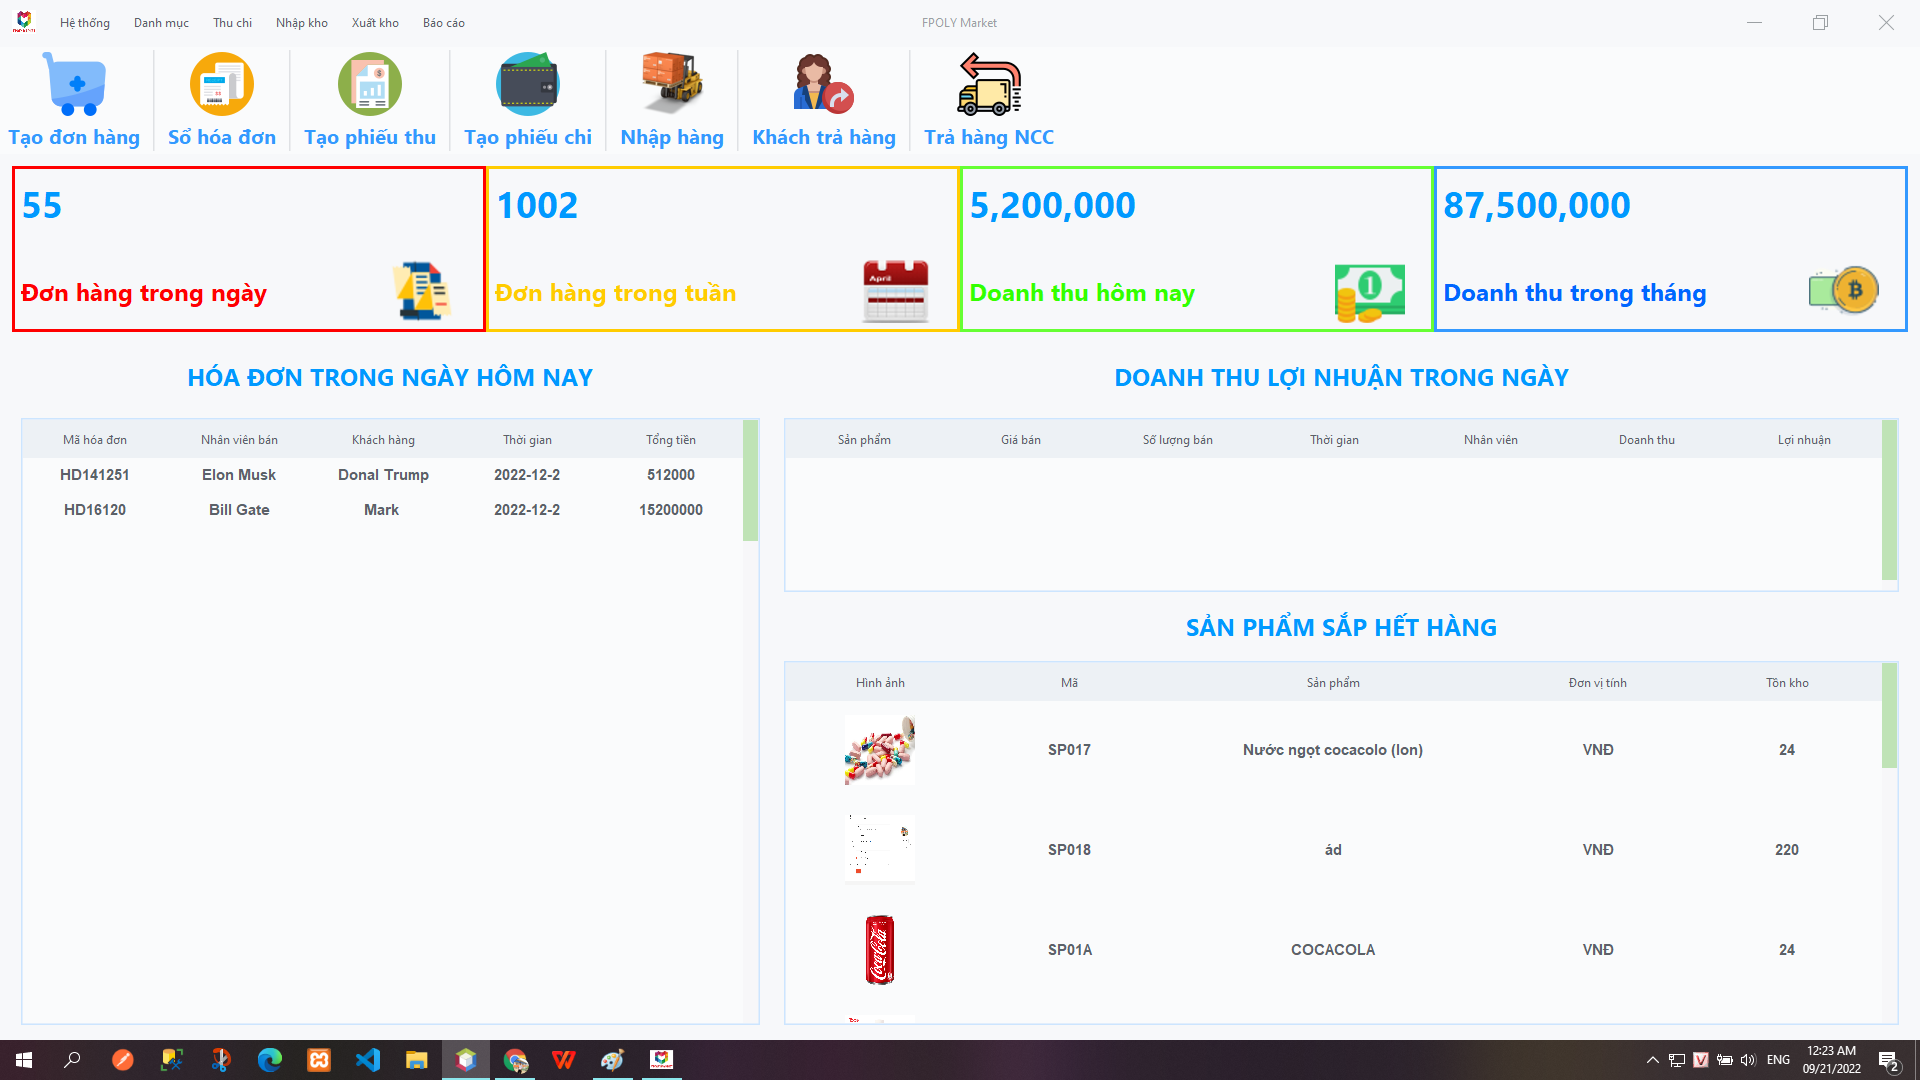 Hệ thống Danh mục Thu chi Nhập kho Xuất kho Báo cáo FPOLY Market
Tạo đơn hàng Sổ hóa đơn Tạo phiếu thu Tạo phiếu chi Nhập hàng Khách trả hàng Trả hàng NCC
55 1002 5,200,000 87,500,000
April
Đơn hàng trong ngày Đơn hàng trong tuần Doanh thu hôm nay Doanh thu trong tháng
HÓA ĐƠN TRONG NGÀY HÔM NAY
Mã hóa đơn Nhân viên bán Khách hàng Thời gian Tổng tiền
HD141251 Elon Musk Donal Trump 2022-12-2 512000
HD16120 Bill Gate Mark 2022-12-2 15200000
DOANH THU LỢI NHUẬN TRONG NGÀY
Sản phẩm Giá bán Số lượng bán Thời gian Nhân viên Doanh thu Lợi nhuận
SẢN PHẨM SẮP HẾT HÀNG
Hình ảnh Mã Sản phẩm Đơn vị tính Tồn kho
SP017 Nước ngọt cocacolo (lon) VNĐ 24
SP018 ád VNĐ 220
Coca-Cola SP01A COCACOLA VNĐ 24
ENG
12:23 AM
09/21/2022
2